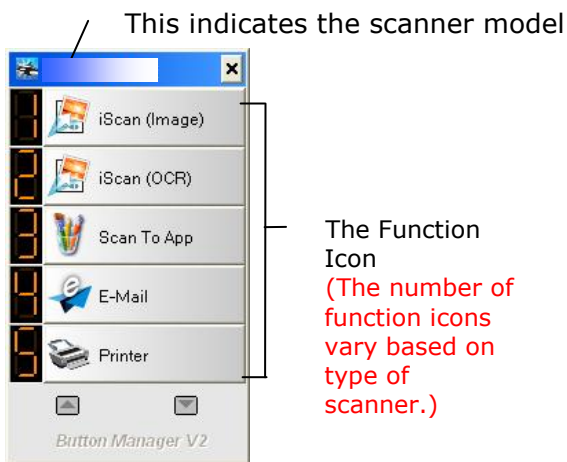 This indicates the scanner model
1 iScan (Image)
2 iScan (OCR)
3 Scan To App
4 E-Mail
5 Printer
Button Manager V2
The Function
Icon
(The number of
function icons
vary based on
type of
scanner.)